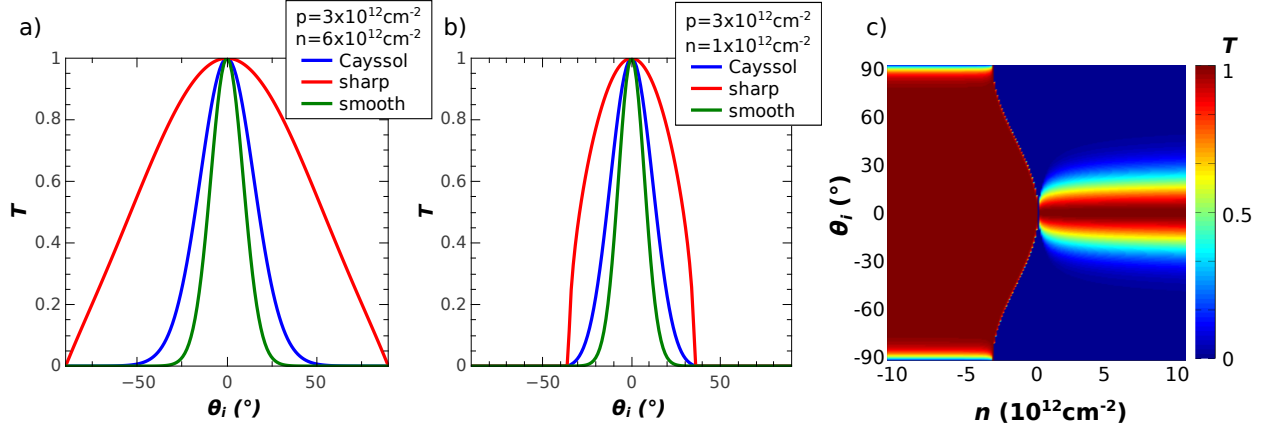 a)
p=3x10¹²cm⁻²
n=6x10¹²cm⁻²
Cayssol
sharp
smooth
1
0.8
0.6
0.4
0.2
0
T
−50
0
50
θᵢ (°)
b)
p=3x10¹²cm⁻²
n=1x10¹²cm⁻²
Cayssol
sharp
smooth
1
0.8
0.6
0.4
0.2
0
T
−50
0
50
θᵢ (°)
c)
T
90
60
30
0
-30
-60
-90
θᵢ (°)
-10
-5
0
5
10
n (10¹²cm⁻²)
1
0.5
0